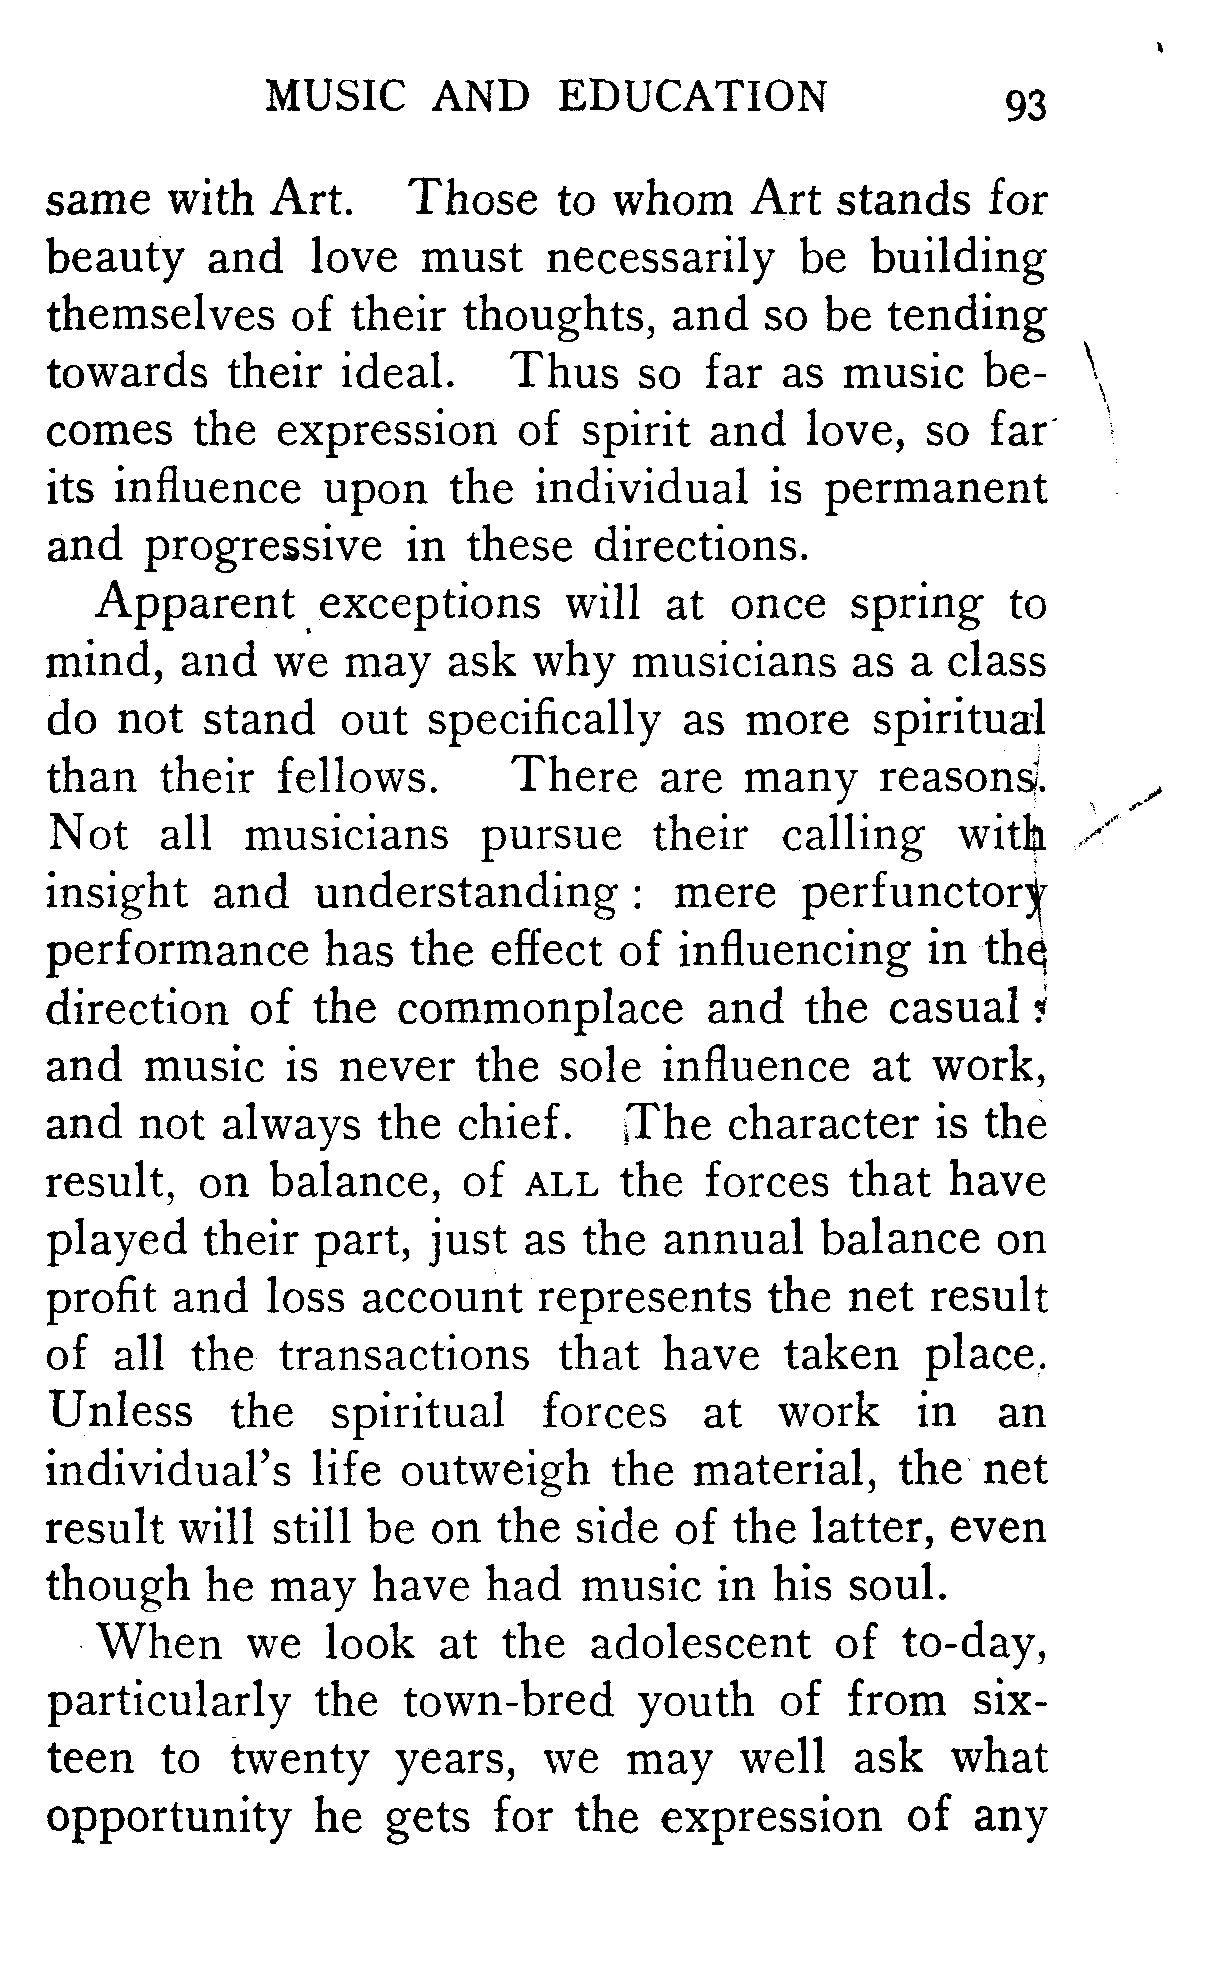 MUSIC AND EDUCATION 93
same with Art. Those to whom Art stands for
beauty and love must necessarily be building
themselves of their thoughts, and so be tending
towards their ideal. Thus so far as music be-
comes the expression of spirit and love, so far
its influence upon the individual is permanent
and progressive in these directions.
Apparent exceptions will at once spring to
mind, and we may ask why musicians as a class
do not stand out specifically as more spiritual
than their fellows. There are many reasons.
Not all musicians pursue their calling with
insight and understanding : mere perfunctory
performance has the effect of influencing in the
direction of the commonplace and the casual :
and music is never the sole influence at work,
and not always the chief. The character is the
result, on balance, of ALL the forces that have
played their part, just as the annual balance on
profit and loss account represents the net result
of all the transactions that have taken place.
Unless the spiritual forces at work in an
individual's life outweigh the material, the net
result will still be on the side of the latter, even
though he may have had music in his soul.
When we look at the adolescent of to-day,
particularly the town-bred youth of from six-
teen to twenty years, we may well ask what
opportunity he gets for the expression of any